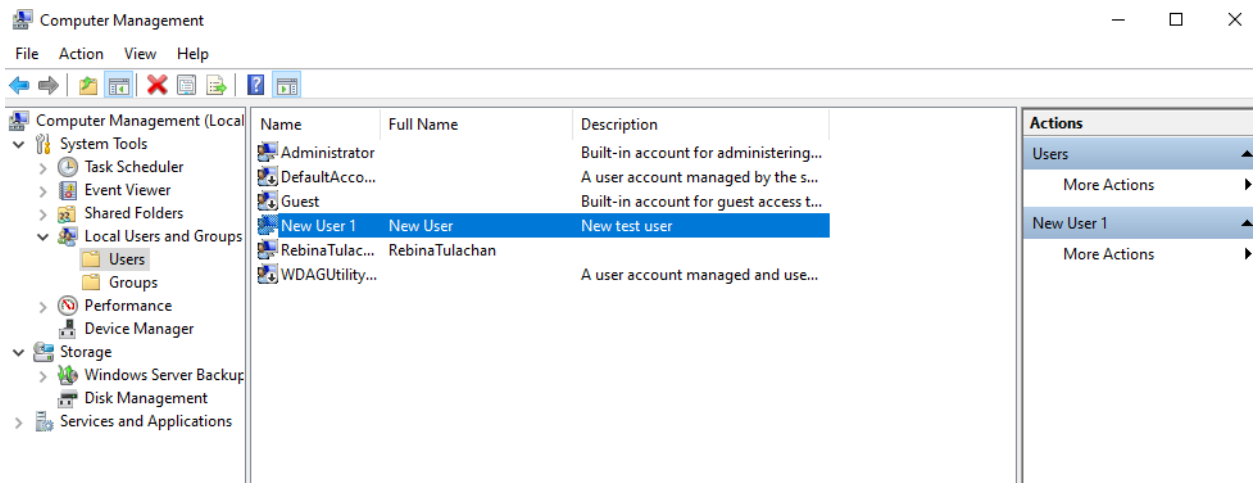 Computer Management
File Action View Help
Computer Management (Local
System Tools
Task Scheduler
Event Viewer
Shared Folders
Local Users and Groups
Users
Groups
Performance
Device Manager
Storage
Windows Server Backup
Disk Management
Services and Applications
Name Full Name Description
Administrator Built-in account for administering...
DefaultAcco... A user account managed by the s...
Guest Built-in account for guest access t...
New User 1 New User New test user
RebinaTulac... RebinaTulachan
WDAGUtility... A user account managed and use...
Actions
Users
More Actions
New User 1
More Actions